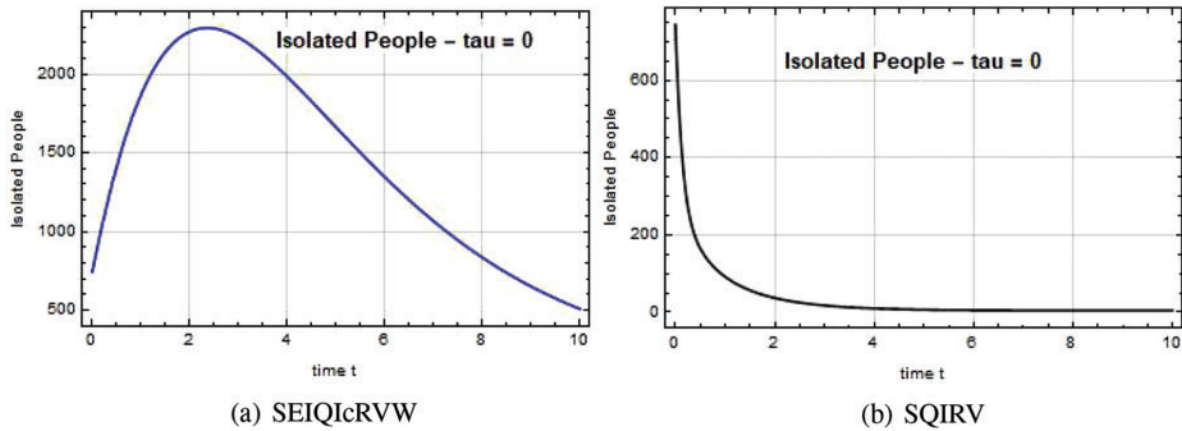 Isolated People – tau = 0
2000
1500
1000
500
Isolated People
0
2
4
6
8
10
time t
(a) SEIQIcRVW
Isolated People – tau = 0
600
400
200
0
Isolated People
0
2
4
6
8
10
time t
(b) SQIRV